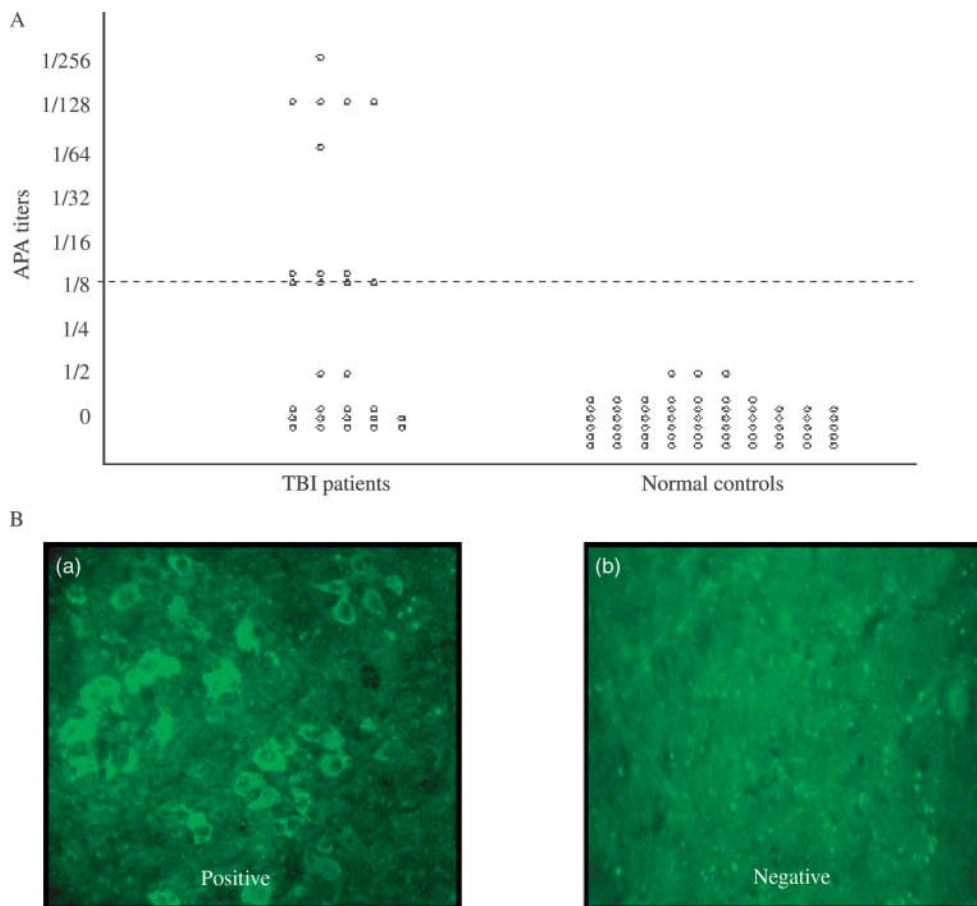 A
APA titers
1/256
1/128
1/64
1/32
1/16
1/8
1/4
1/2
0
TBI patients
Normal controls
B
(a)
Positive
(b)
Negative